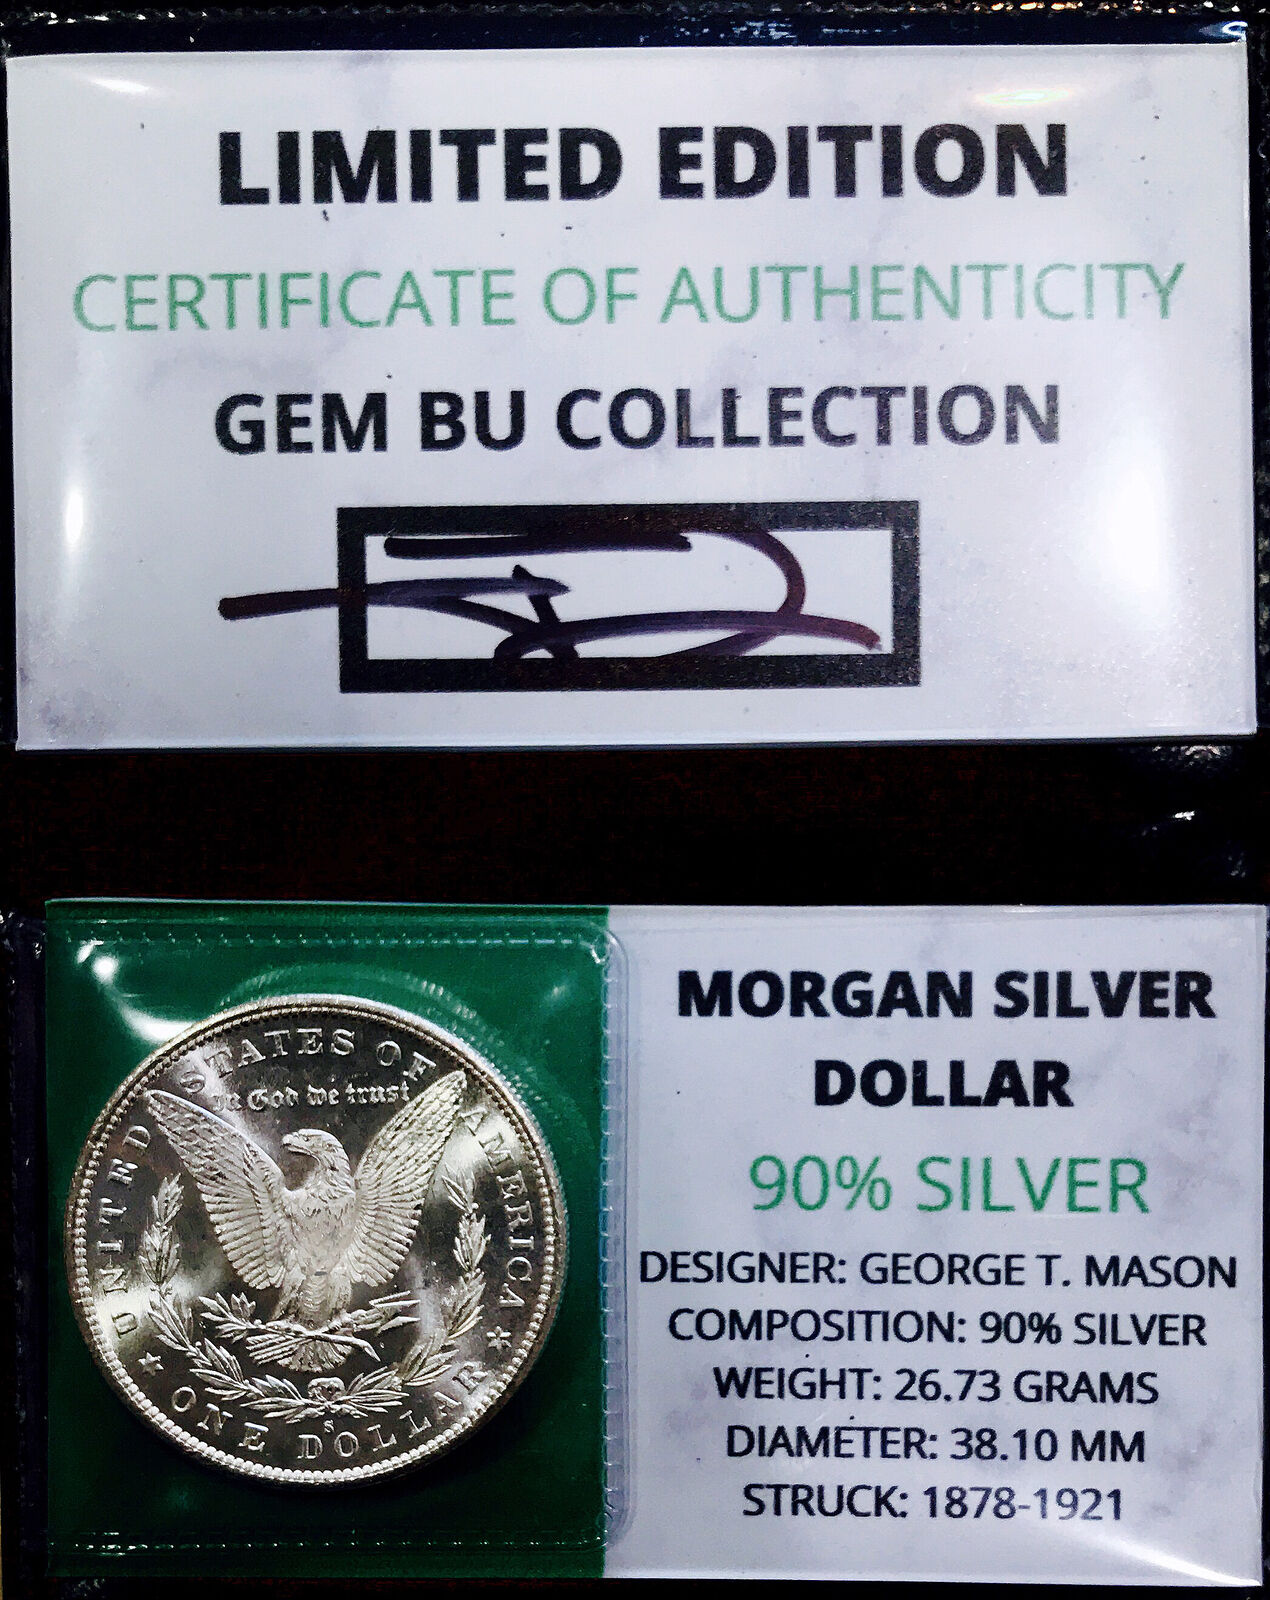 LIMITED EDITION
CERTIFICATE OF AUTHENTICITY
GEM BU COLLECTION
UNITED STATES OF AMERICA
In God we trust
ONE DOLLAR
S
MORGAN SILVER
DOLLAR
90% SILVER
DESIGNER: GEORGE T. MASON
COMPOSITION: 90% SILVER
WEIGHT: 26.73 GRAMS
DIAMETER: 38.10 MM
STRUCK: 1878-1921